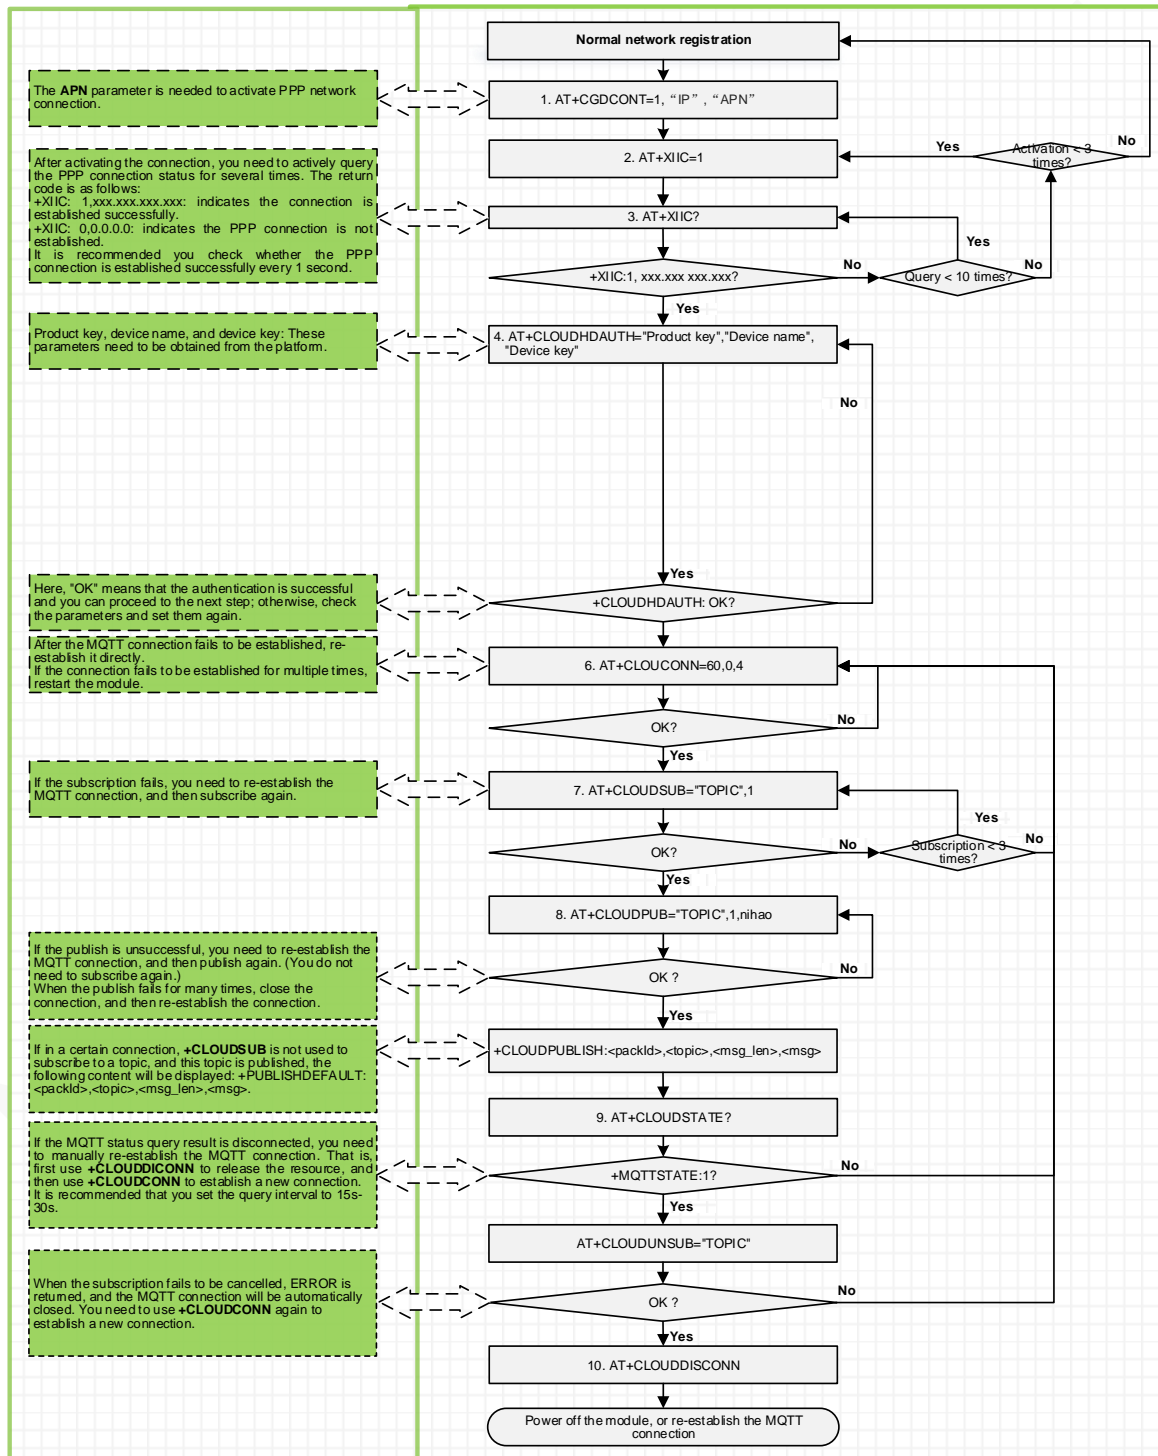 Normal network registration
The APN parameter is needed to activate PPP network
connection.
1. AT+CGDCONT=1, “IP” , “APN”
2. AT+XIIC=1
Yes
Activation < 3
times?
No
After activating the connection, you need to actively query
the PPP connection status for several times. The return
code is as follows:
+XIIC: 1,xxx.xxx.xxx.xxx: indicates the connection is
established successfully.
+XIIC: 0,0.0.0.0: indicates the PPP connection is not
established.
It is recommended you check whether the PPP
connection is established successfully every 1 second.
3. AT+XIIC?
Yes
+XIIC:1, xxx.xxx xxx.xxx?
No
Query < 10 times?
No
Yes
Product key, device name, and device key: These
parameters need to be obtained from the platform.
4. AT+CLOUDHDAUTH="Product key","Device name",
"Device key"
No
Yes
Here, "OK" means that the authentication is successful
and you can proceed to the next step; otherwise, check
the parameters and set them again.
+CLOUDHDAUTH: OK?
After the MQTT connection fails to be established, re-
establish it directly.
If the connection fails to be established for multiple times,
restart the module.
6. AT+CLOUCONN=60,0,4
OK?
No
Yes
If the subscription fails, you need to re-establish the
MQTT connection, and then subscribe again.
7. AT+CLOUDSUB="TOPIC",1
Yes
OK?
No
Subscription < 3
times?
No
Yes
8. AT+CLOUDPUB="TOPIC",1,nihao
If the publish is unsuccessful, you need to re-establish the
MQTT connection, and then publish again. (You do not
need to subscribe again.)
When the publish fails for many times, close the
connection, and then re-establish the connection.
OK ?
No
Yes
If in a certain connection, +CLOUDSUB is not used to
subscribe to a topic, and this topic is published, the
following content will be displayed: +PUBLISHDEFAULT:
<packId>,<topic>,<msg_len>,<msg>.
+CLOUDPUBLISH:<packId>,<topic>,<msg_len>,<msg>
9. AT+CLOUDSTATE?
If the MQTT status query result is disconnected, you need
to manually re-establish the MQTT connection. That is,
first use +CLOUDDICONN to release the resource, and
then use +CLOUDCONN to establish a new connection.
It is recommended that you set the query interval to 15s-
30s.
+MQTTSTATE:1?
No
Yes
AT+CLOUDUNSUB="TOPIC"
When the subscription fails to be cancelled, ERROR is
returned, and the MQTT connection will be automatically
closed. You need to use +CLOUDCONN again to
establish a new connection.
OK ?
No
Yes
10. AT+CLOUDDISCONN
Power off the module, or re-establish the MQTT
connection